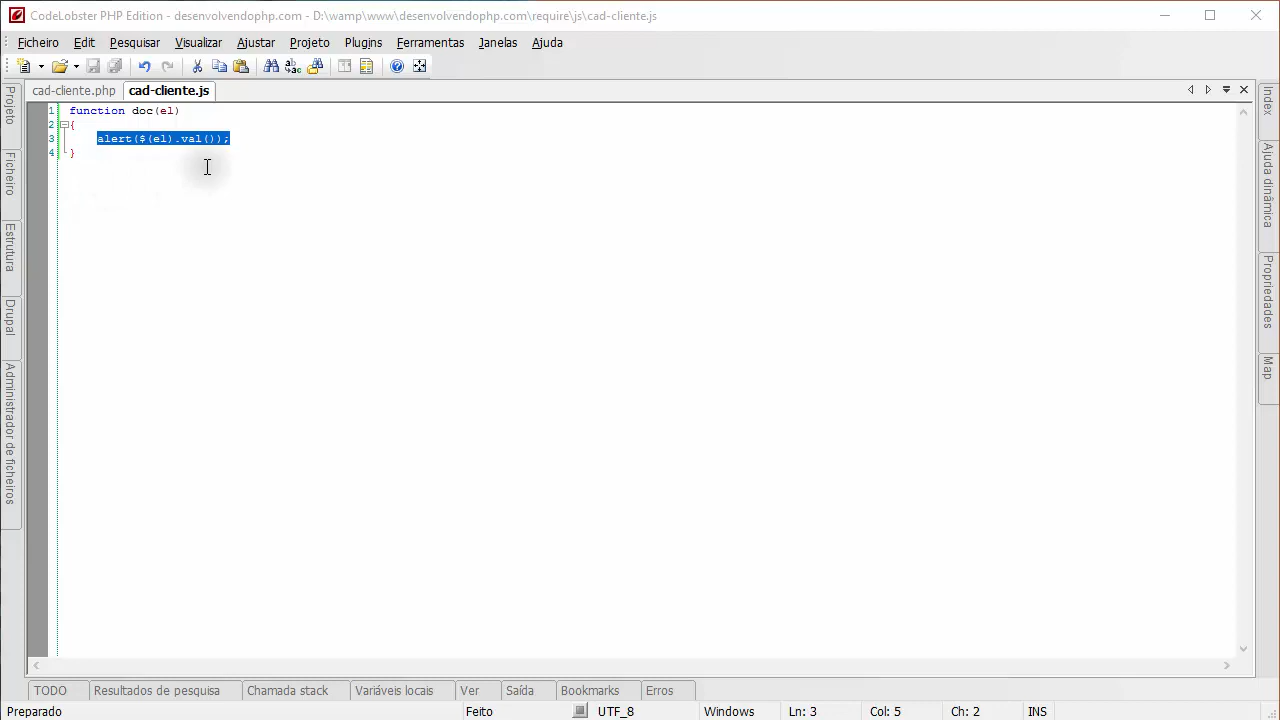 CodeLobster PHP Edition - desenvolvendophp.com - D:\wamp\www\desenvolvendophp.com\require\js\cad-cliente.js
Ficheiro Edit Pesquisar Visualizar Ajustar Projeto Plugins Ferramentas Janelas Ajuda
cad-cliente.php cad-cliente.js
1 function doc(el)
2 {
3 alert($(el).val());
4 }
Projeto
Ficheiro
Estrutura
Drupal
Administrador de ficheiros
Index
Ajuda dinâmica
Propriedades
Map
TODO Resultados de pesquisa Chamada stack Variáveis locais Ver Saída Bookmarks Erros
Preparado Feito UTF_8 Windows Ln: 3 Col: 5 Ch: 2 INS